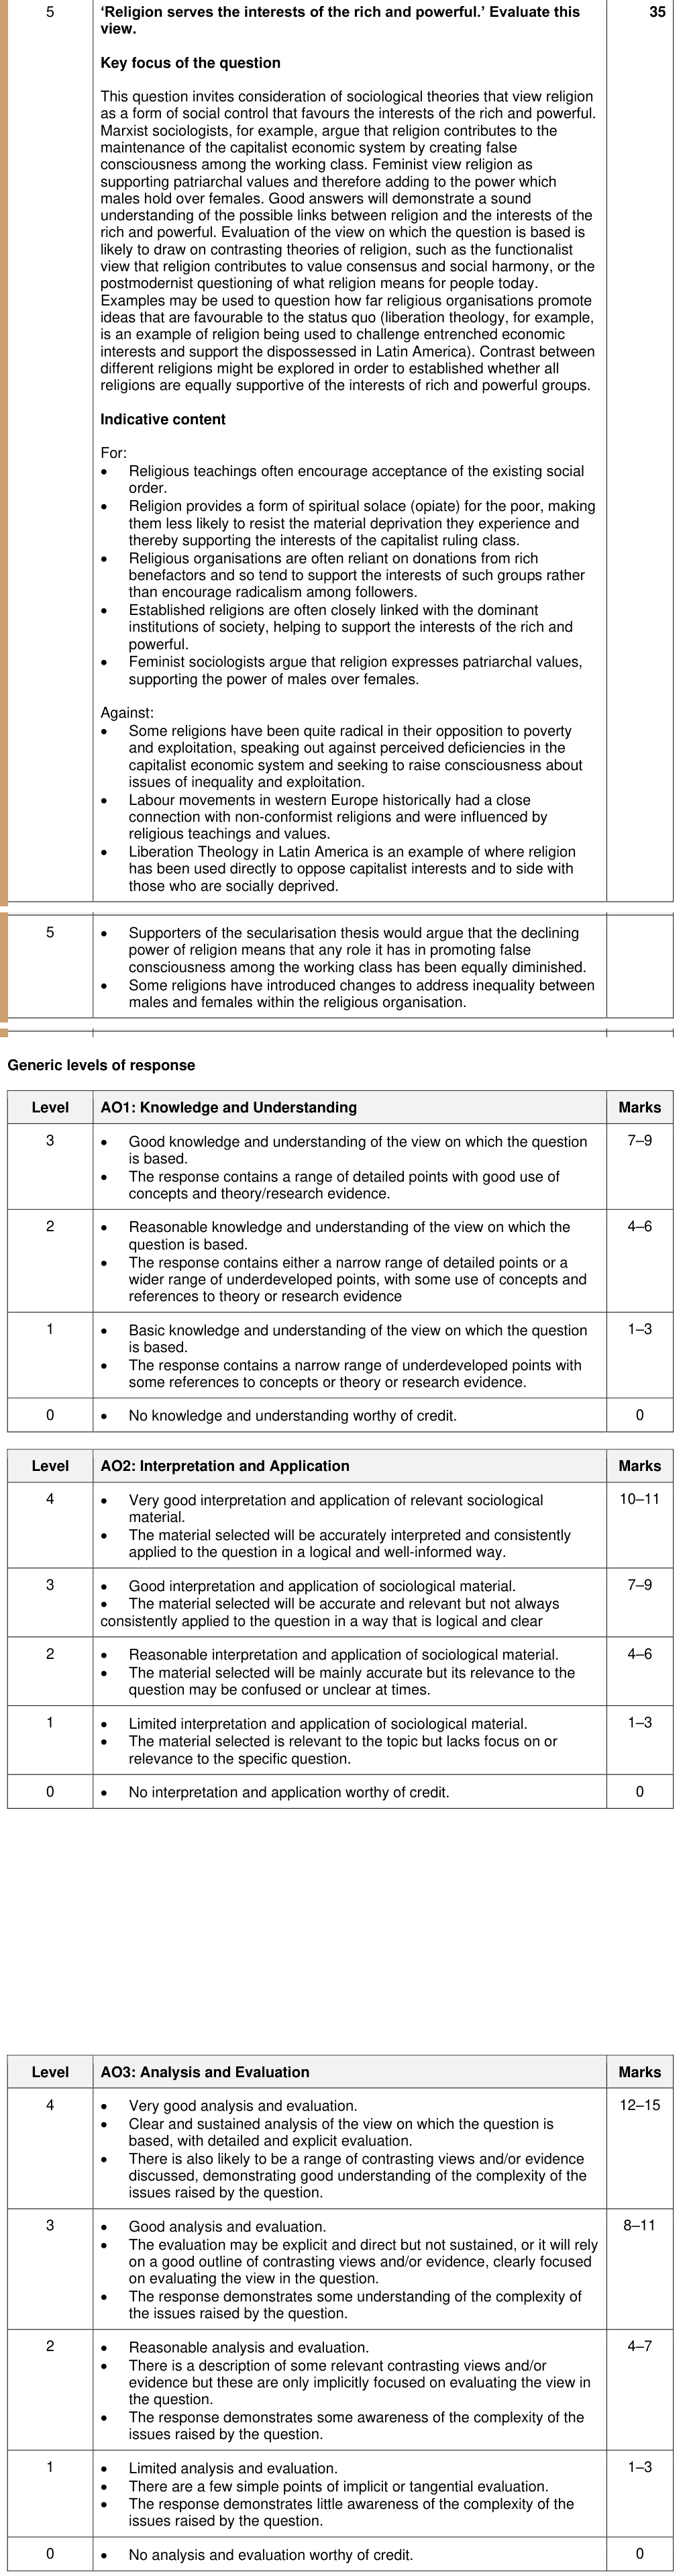 5 ‘Religion serves the interests of the rich and powerful.’ Evaluate this 35
view.
Key focus of the question
This question invites consideration of sociological theories that view religion
as a form of social control that favours the interests of the rich and powerful.
Marxist sociologists, for example, argue that religion contributes to the
maintenance of the capitalist economic system by creating false
consciousness among the working class. Feminist view religion as
supporting patriarchal values and therefore adding to the power which
males hold over females. Good answers will demonstrate a sound
understanding of the possible links between religion and the interests of the
rich and powerful. Evaluation of the view on which the question is based is
likely to draw on contrasting theories of religion, such as the functionalist
view that religion contributes to value consensus and social harmony, or the
postmodernist questioning of what religion means for people today.
Examples may be used to question how far religious organisations promote
ideas that are favourable to the status quo (liberation theology, for example,
is an example of religion being used to challenge entrenched economic
interests and support the dispossessed in Latin America). Contrast between
different religions might be explored in order to established whether all
religions are equally supportive of the interests of rich and powerful groups.
Indicative content
For:
• Religious teachings often encourage acceptance of the existing social
order.
• Religion provides a form of spiritual solace (opiate) for the poor, making
them less likely to resist the material deprivation they experience and
thereby supporting the interests of the capitalist ruling class.
• Religious organisations are often reliant on donations from rich
benefactors and so tend to support the interests of such groups rather
than encourage radicalism among followers.
• Established religions are often closely linked with the dominant
institutions of society, helping to support the interests of the rich and
powerful.
• Feminist sociologists argue that religion expresses patriarchal values,
supporting the power of males over females.
Against:
• Some religions have been quite radical in their opposition to poverty
and exploitation, speaking out against perceived deficiencies in the
capitalist economic system and seeking to raise consciousness about
issues of inequality and exploitation.
• Labour movements in western Europe historically had a close
connection with non-conformist religions and were influenced by
religious teachings and values.
• Liberation Theology in Latin America is an example of where religion
has been used directly to oppose capitalist interests and to side with
those who are socially deprived.
5 • Supporters of the secularisation thesis would argue that the declining
power of religion means that any role it has in promoting false
consciousness among the working class has been equally diminished.
• Some religions have introduced changes to address inequality between
males and females within the religious organisation.
Generic levels of response
Level AO1: Knowledge and Understanding Marks
3 • Good knowledge and understanding of the view on which the question 7–9
is based.
• The response contains a range of detailed points with good use of
concepts and theory/research evidence.
2 • Reasonable knowledge and understanding of the view on which the 4–6
question is based.
• The response contains either a narrow range of detailed points or a
wider range of underdeveloped points, with some use of concepts and
references to theory or research evidence
1 • Basic knowledge and understanding of the view on which the question 1–3
is based.
• The response contains a narrow range of underdeveloped points with
some references to concepts or theory or research evidence.
0 • No knowledge and understanding worthy of credit. 0
Level AO2: Interpretation and Application Marks
4 • Very good interpretation and application of relevant sociological 10–11
material.
• The material selected will be accurately interpreted and consistently
applied to the question in a logical and well-informed way.
3 • Good interpretation and application of sociological material. 7–9
• The material selected will be accurate and relevant but not always
consistently applied to the question in a way that is logical and clear
2 • Reasonable interpretation and application of sociological material. 4–6
• The material selected will be mainly accurate but its relevance to the
question may be confused or unclear at times.
1 • Limited interpretation and application of sociological material. 1–3
• The material selected is relevant to the topic but lacks focus on or
relevance to the specific question.
0 • No interpretation and application worthy of credit. 0
Level AO3: Analysis and Evaluation Marks
4 • Very good analysis and evaluation. 12–15
• Clear and sustained analysis of the view on which the question is
based, with detailed and explicit evaluation.
• There is also likely to be a range of contrasting views and/or evidence
discussed, demonstrating good understanding of the complexity of the
issues raised by the question.
3 • Good analysis and evaluation. 8–11
• The evaluation may be explicit and direct but not sustained, or it will rely
on a good outline of contrasting views and/or evidence, clearly focused
on evaluating the view in the question.
• The response demonstrates some understanding of the complexity of
the issues raised by the question.
2 • Reasonable analysis and evaluation. 4–7
• There is a description of some relevant contrasting views and/or
evidence but these are only implicitly focused on evaluating the view in
the question.
• The response demonstrates some awareness of the complexity of the
issues raised by the question.
1 • Limited analysis and evaluation. 1–3
• There are a few simple points of implicit or tangential evaluation.
• The response demonstrates little awareness of the complexity of the
issues raised by the question.
0 • No analysis and evaluation worthy of credit. 0